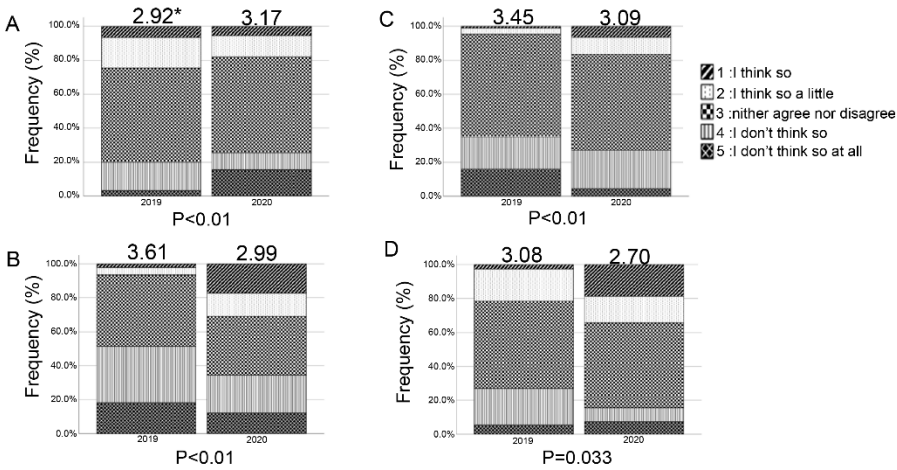 A
2.92* 3.17
Frequency (%)
100.0%
80.0%
60.0%
40.0%
20.0%
0.0%
2019 2020
P<0.01
C
3.45 3.09
Frequency (%)
100.0%
80.0%
60.0%
40.0%
20.0%
0.0%
2019 2020
P<0.01
1 :I think so
2 :I think so a little
3 :nither agree nor disagree
4 :I don't think so
5 :I don't think so at all
B
3.61 2.99
Frequency (%)
100.0%
80.0%
60.0%
40.0%
20.0%
0.0%
2019 2020
P<0.01
D
3.08 2.70
Frequency (%)
100.0%
80.0%
60.0%
40.0%
20.0%
0.0%
2019 2020
P=0.033